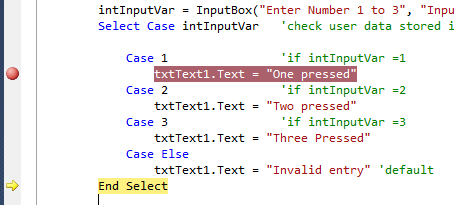 intInputVar = InputBox("Enter Number 1 to 3", "Inpu
Select Case intInputVar 'check user data stored i
Case 1 'if intInputVar =1
txtText1.Text = "One pressed"
Case 2 'if intInputVar =2
txtText1.Text = "Two pressed"
Case 3 'if intInputVar =3
txtText1.Text = "Three Pressed"
Case Else
txtText1.Text = "Invalid entry" 'default
End Select